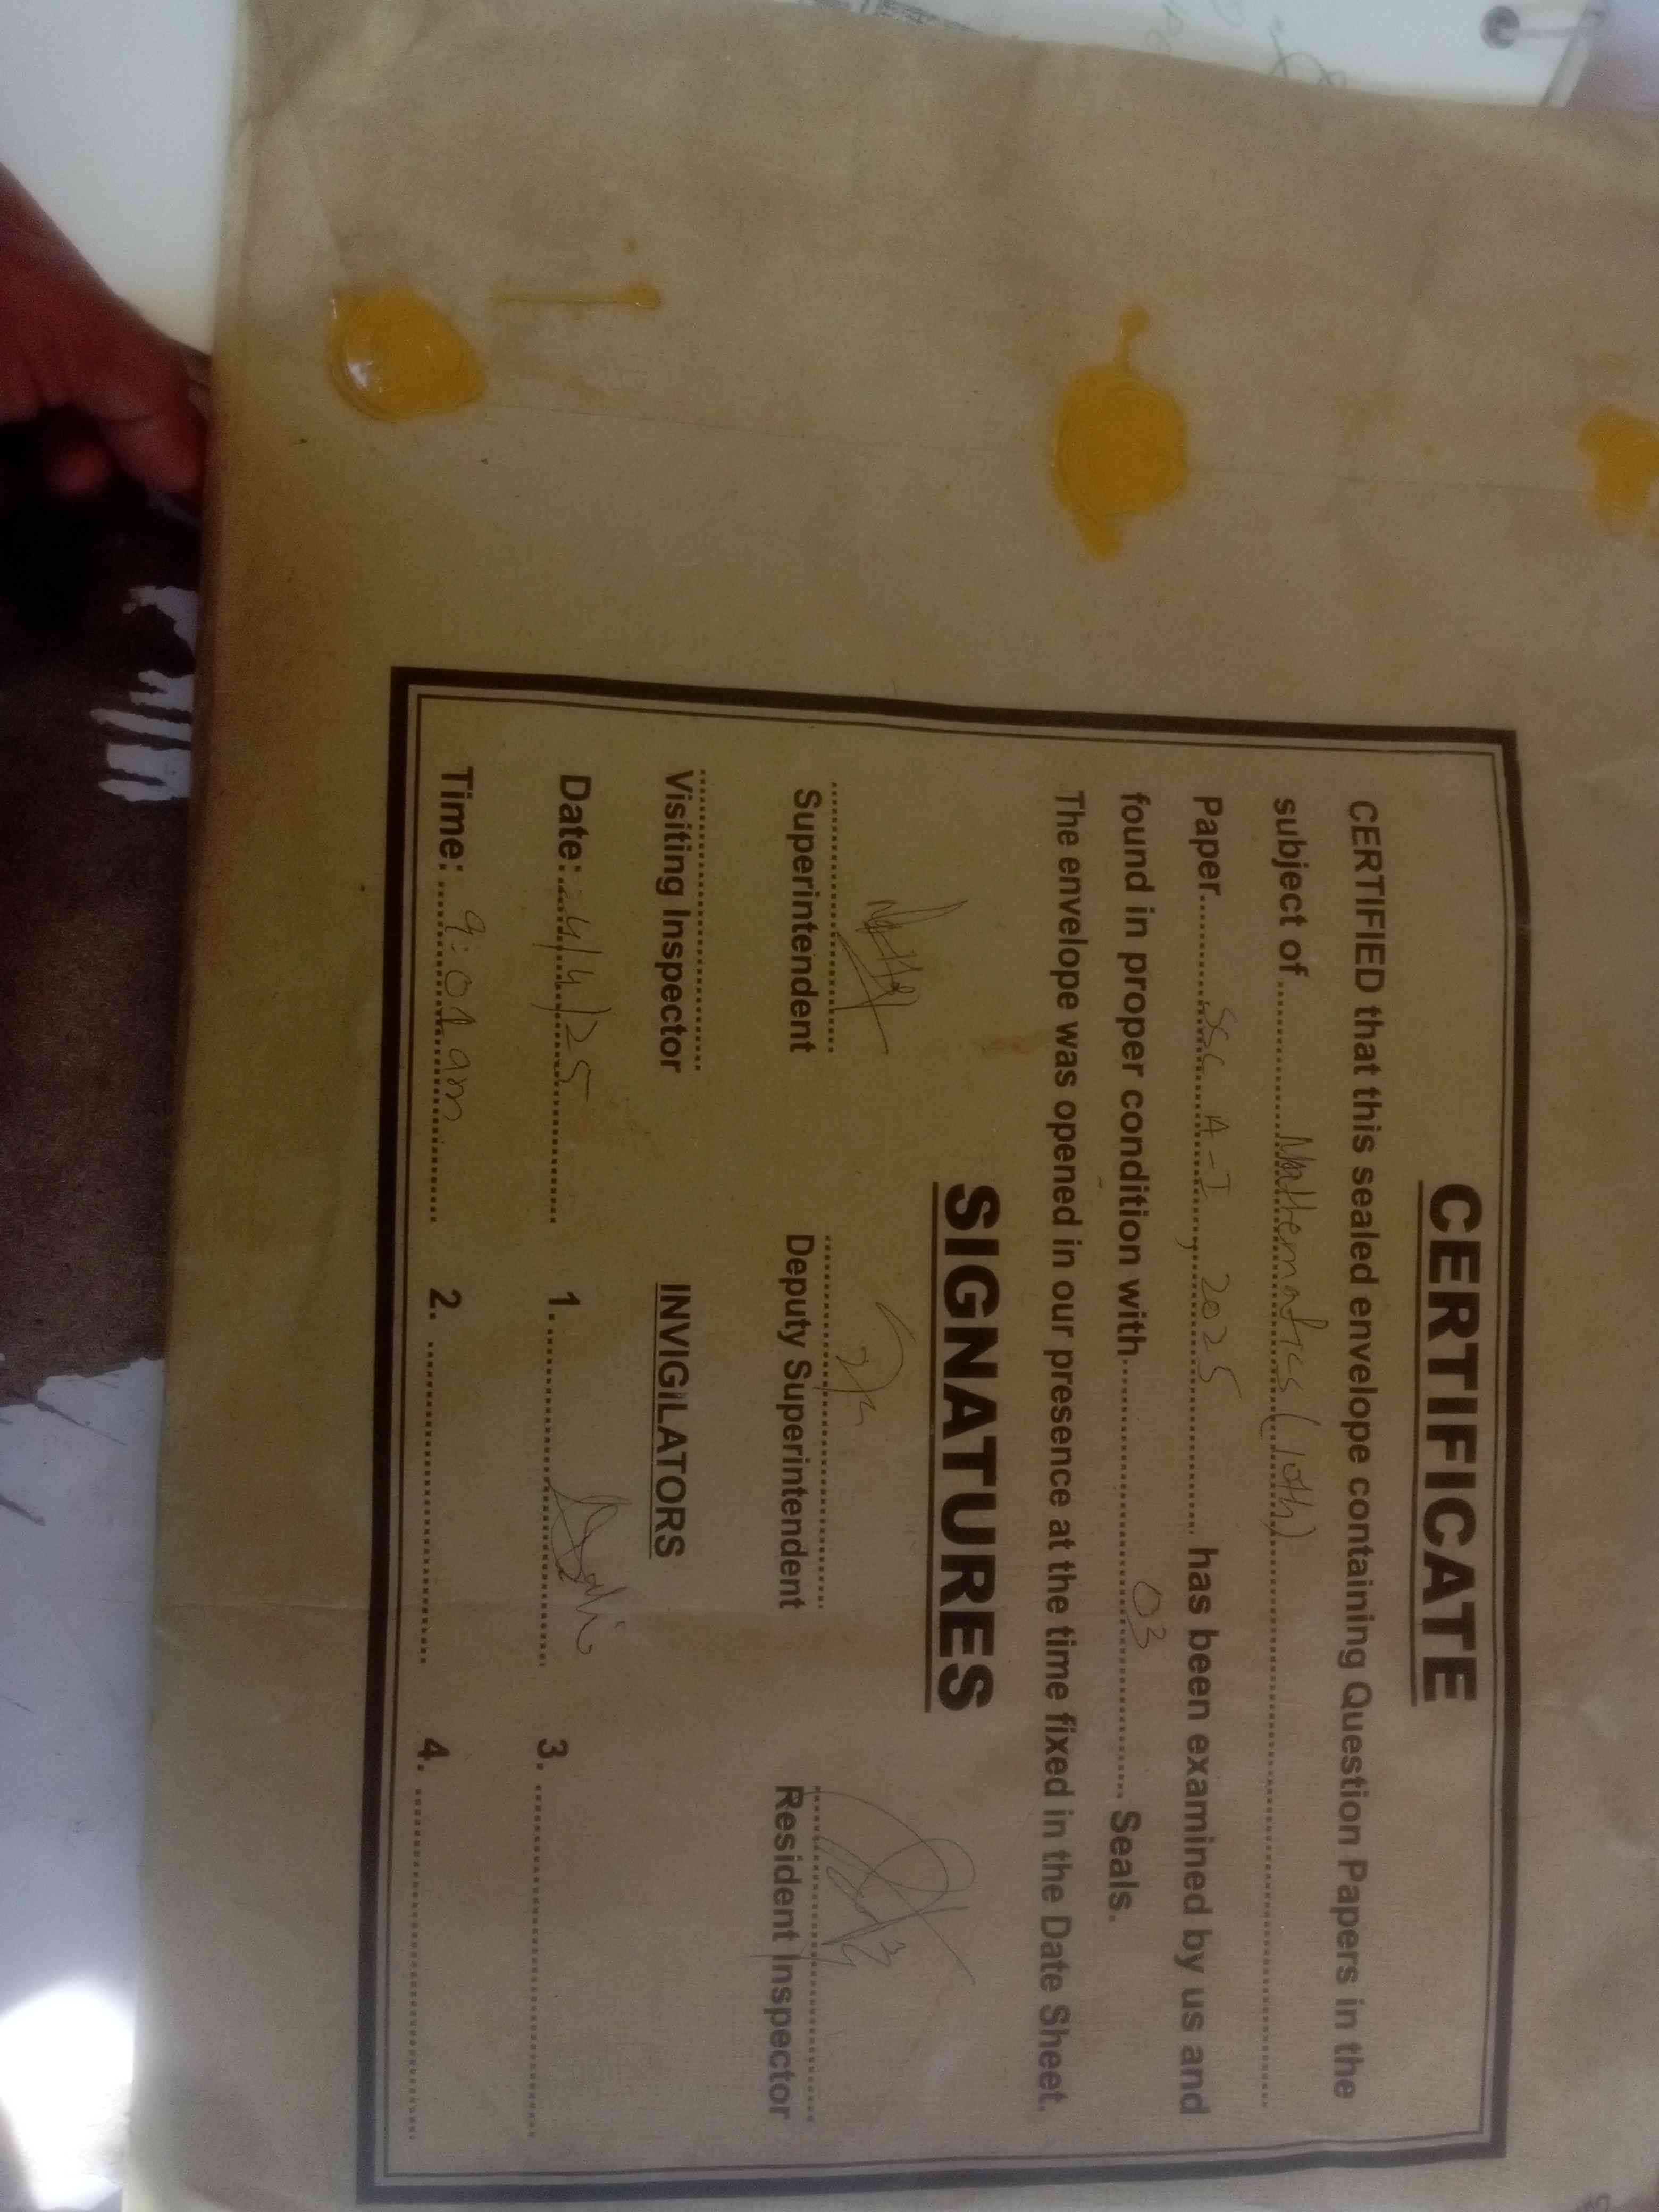 CERTIFICATE
CERTIFIED that this sealed envelope containing Question Papers in the
subject of.......... Mathematics (10th)..........
Paper.......... SSC A-I, 2025 .......... has been examined by us and
found in proper condition with.......... 03 .......... Seals.
The envelope was opened in our presence at the time fixed in the Date Sheet.
SIGNATURES
Superintendent Deputy Superintendent Resident Inspector
Visiting Inspector INVIGILATORS
Date: 4/4/25 1. .......... 3. ..........
Time: 9:01 am 2. .......... 4. ..........